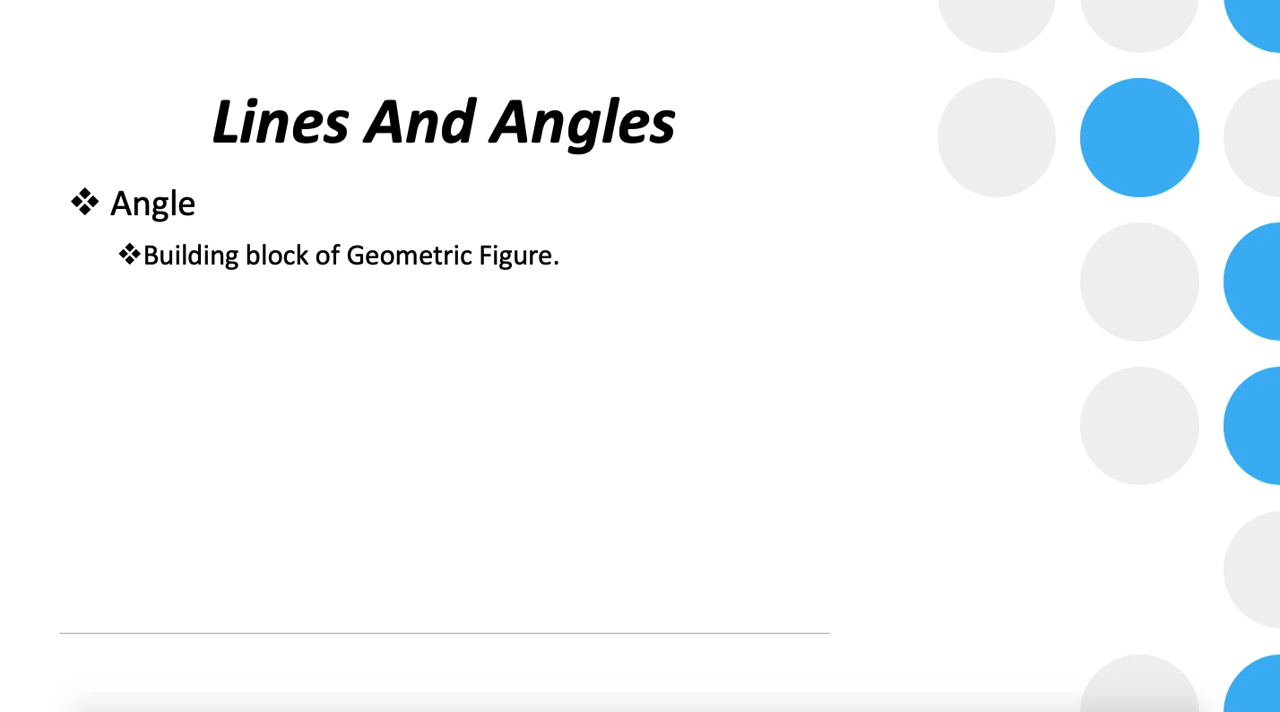 Lines And Angles
❖ Angle
❖Building block of Geometric Figure.